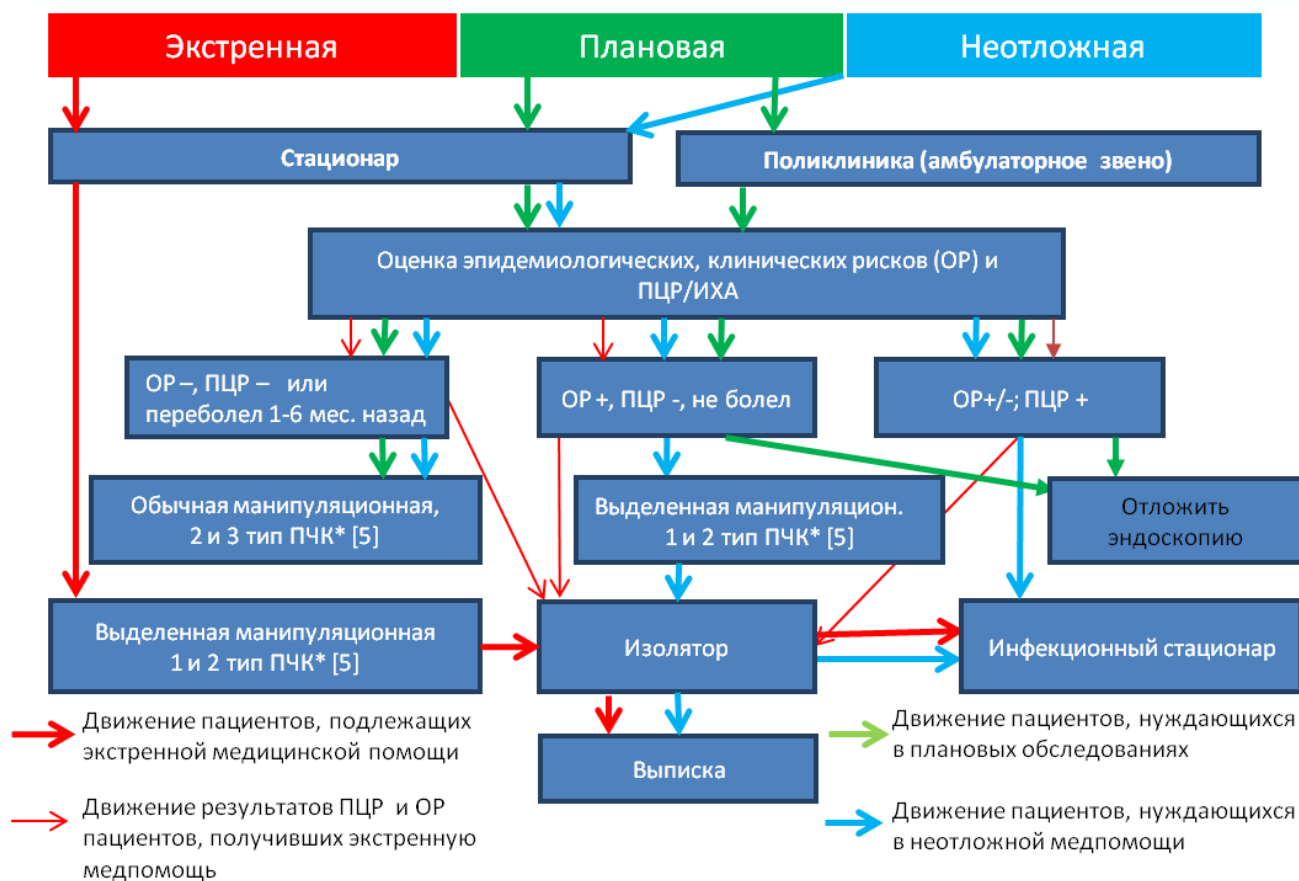 Экстренная
Плановая
Неотложная
Стационар
Поликлиника (амбулаторное звено)
Оценка эпидемиологических, клинических рисков (ОР) и
ПЦР/ИХА
ОР –, ПЦР – или
переболел 1-6 мес. назад
ОР +, ПЦР -, не болел
ОР+/-; ПЦР +
Обычная манипуляционная,
2 и 3 тип ПЧК* [5]
Выделенная манипуляцион.
1 и 2 тип ПЧК* [5]
Отложить
эндоскопию
Выделенная манипуляционная
1 и 2 тип ПЧК* [5]
Изолятор
Инфекционный стационар
Выписка
Движение пациентов, подлежащих
экстренной медицинской помощи
Движение результатов ПЦР и ОР
пациентов, получивших экстренную
медпомощь
Движение пациентов, нуждающихся
в плановых обследованиях
Движение пациентов, нуждающихся
в неотложной медпомощи